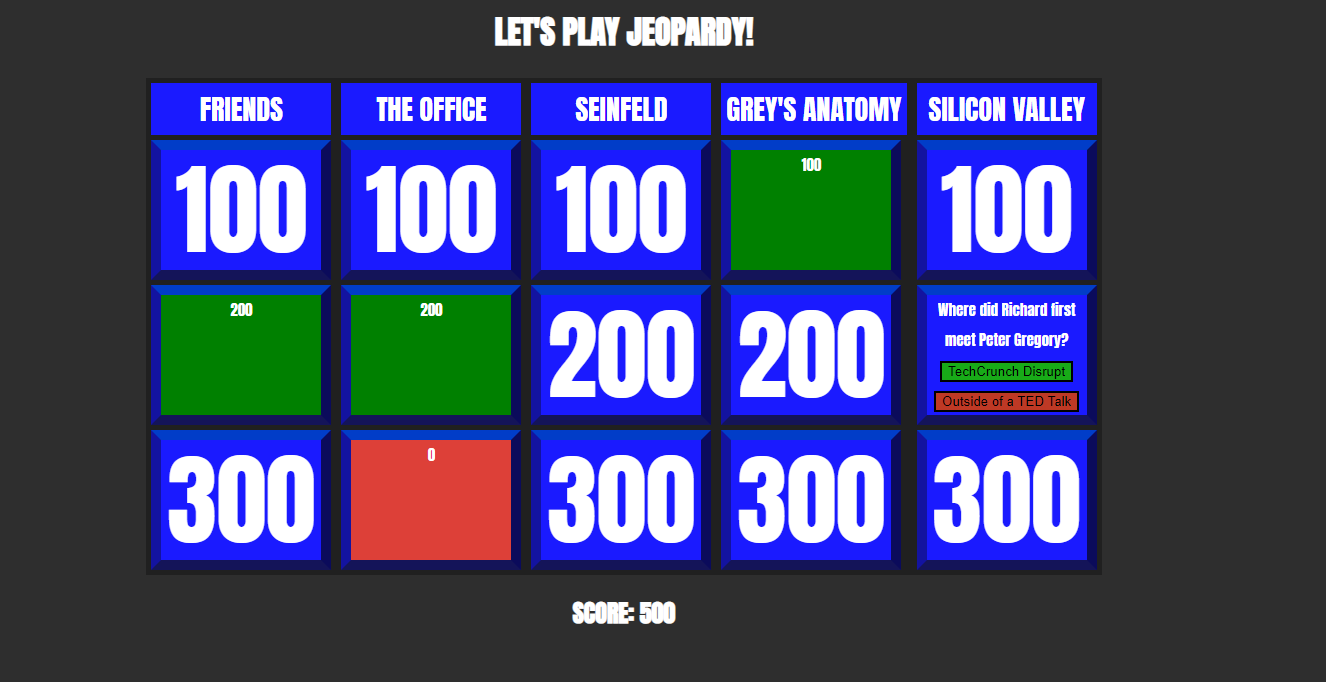 LET'S PLAY JEOPARDY!
FRIENDS THE OFFICE SEINFELD GREY'S ANATOMY SILICON VALLEY
100 100 100 100 100
200 200 200 200 Where did Richard first
meet Peter Gregory?
TechCrunch Disrupt
Outside of a TED Talk
300 0 300 300 300
SCORE: 500